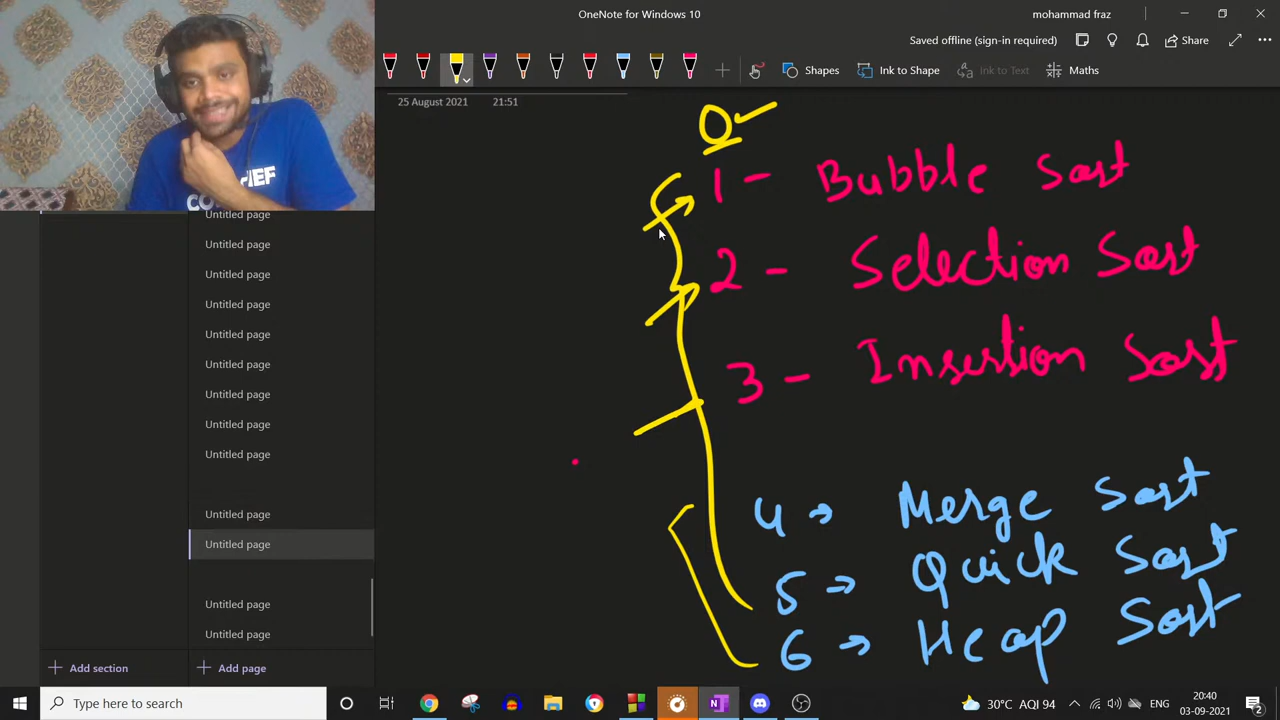 OneNote for Windows 10
mohammad fraz
Saved offline (sign-in required)
Share
Shapes
Ink to Shape
Ink to Text
Maths
25 August 2021 21:51
1 - Bubble Sort
2 - Selection Sort
3 - Insertion Sort
4 → Merge Sort
5 → Quick Sort
6 → Heap Sort
Untitled page
Untitled page
Untitled page
Untitled page
Untitled page
Untitled page
Untitled page
Untitled page
Untitled page
Untitled page
Untitled page
Untitled page
Untitled page
Add section
Add page
Type here to search
30°C AQI 94
ENG
20:40
03-09-2021
2